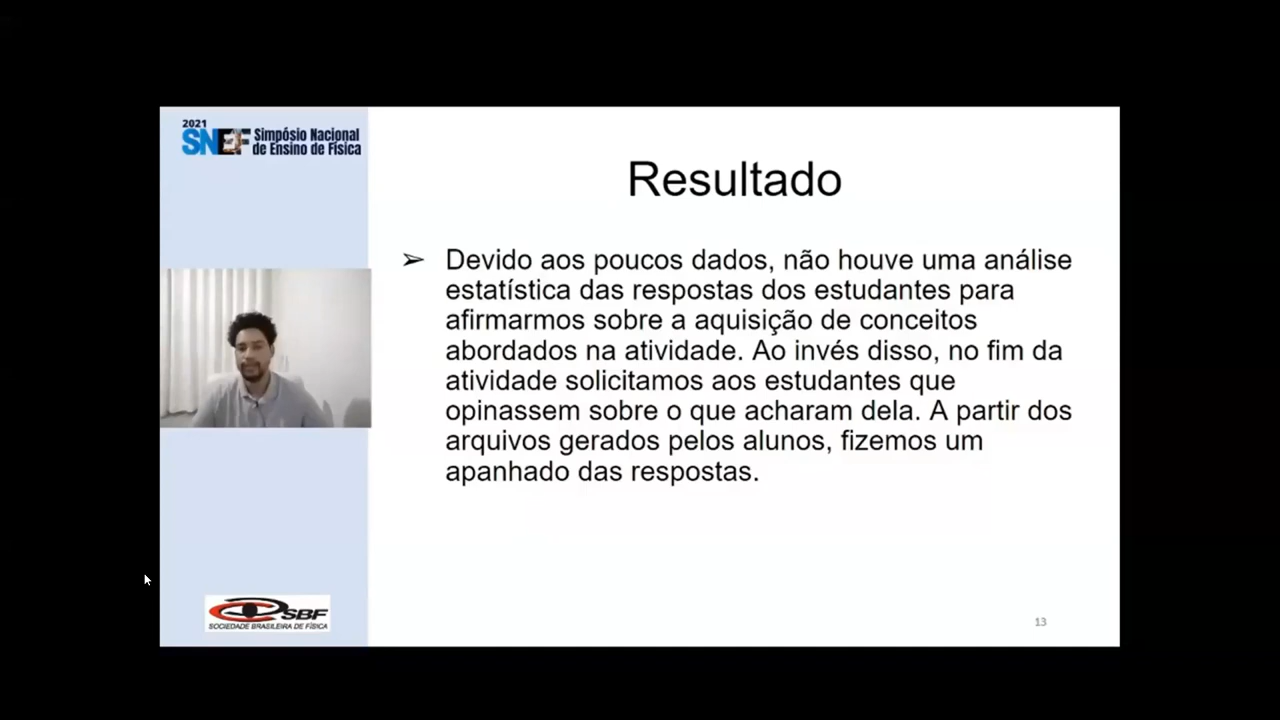 2021
SNEF Simpósio Nacional
de Ensino de Física
Resultado
➢ Devido aos poucos dados, não houve uma análise
estatística das respostas dos estudantes para
afirmarmos sobre a aquisição de conceitos
abordados na atividade. Ao invés disso, no fim da
atividade solicitamos aos estudantes que
opinassem sobre o que acharam dela. A partir dos
arquivos gerados pelos alunos, fizemos um
apanhado das respostas.
SBF
SOCIEDADE BRASILEIRA DE FÍSICA
13